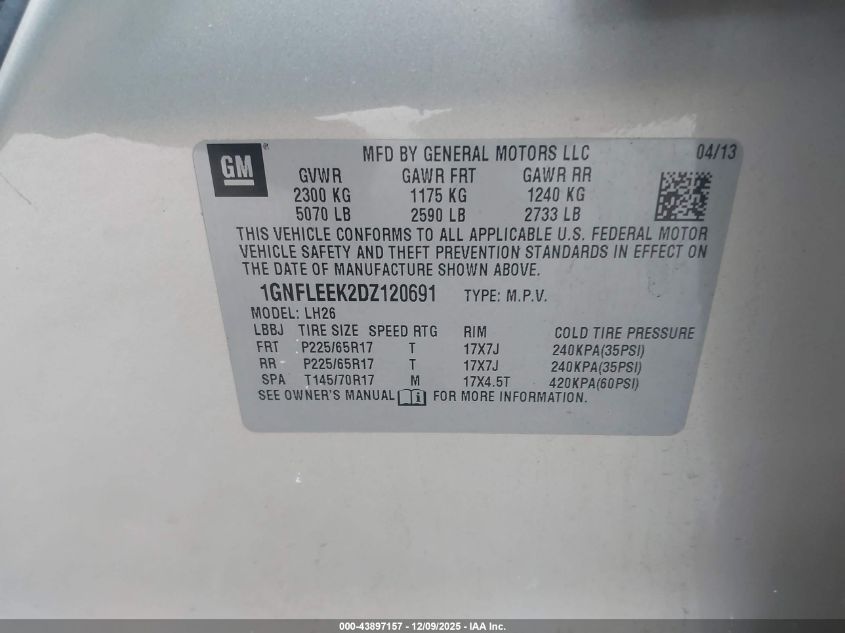 GM
MFD BY GENERAL MOTORS LLC 04/13
GVWR GAWR FRT GAWR RR
2300 KG 1175 KG 1240 KG
5070 LB 2590 LB 2733 LB
THIS VEHICLE CONFORMS TO ALL APPLICABLE U.S. FEDERAL MOTOR
VEHICLE SAFETY AND THEFT PREVENTION STANDARDS IN EFFECT ON
THE DATE OF MANUFACTURE SHOWN ABOVE.
1GNFLEEK2DZ120691 TYPE: M.P.V.
MODEL: LH26
LBBJ TIRE SIZE SPEED RTG RIM COLD TIRE PRESSURE
FRT P225/65R17 T 17X7J 240KPA(35PSI)
RR P225/65R17 T 17X7J 240KPA(35PSI)
SPA T145/70R17 M 17X4.5T 420KPA(60PSI)
SEE OWNER'S MANUAL FOR MORE INFORMATION.
000-43897157 - 12/09/2025 - IAA Inc.